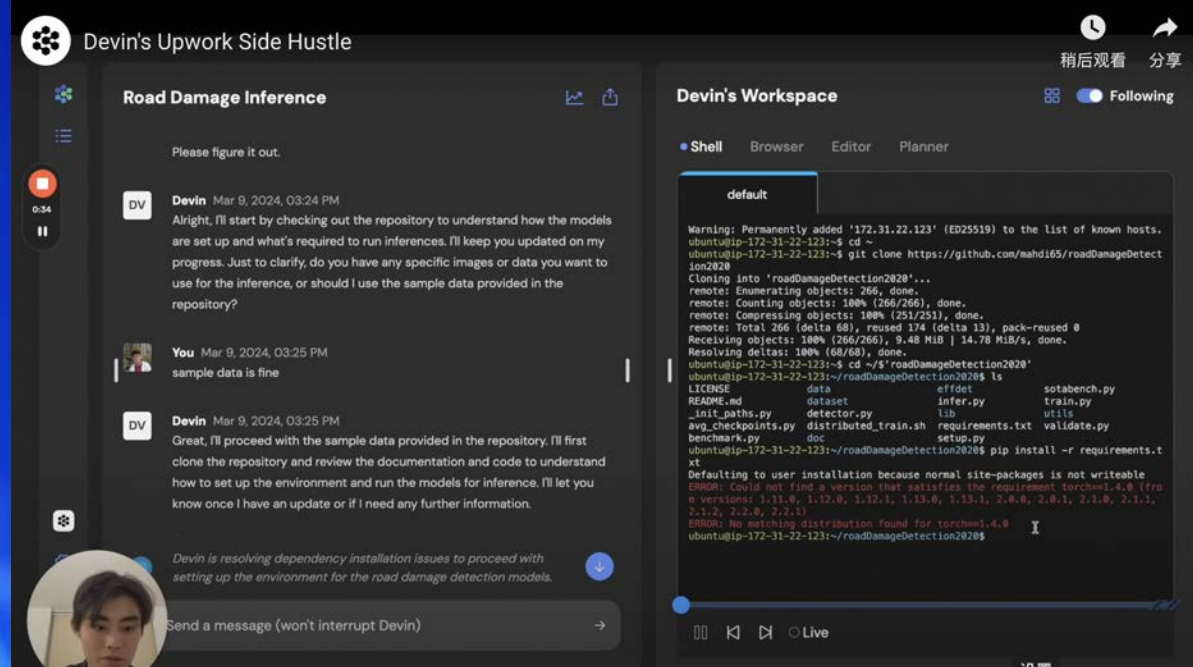 Devin's Upwork Side Hustle
稍后观看
分享
Road Damage Inference
Please figure it out.
0:34
DV
Devin Mar 9, 2024, 03:24 PM
Alright, I'll start by checking out the repository to understand how the models
are set up and what's required to run inferences. I'll keep you updated on my
progress. Just to clarify, do you have any specific images or data you want to
use for the inference, or should I use the sample data provided in the
repository?
You Mar 9, 2024, 03:25 PM
sample data is fine
DV
Devin Mar 9, 2024, 03:25 PM
Great, I'll proceed with the sample data provided in the repository. I'll first
clone the repository and review the documentation and code to understand
how to set up the environment and run the models for inference. I'll let you
know once I have an update or if I need any further information.
Devin is resolving dependency installation issues to proceed with
setting up the environment for the road damage detection models.
Send a message (won't interrupt Devin)
Devin's Workspace
Following
Shell Browser Editor Planner
default
Warning: Permanently added '172.31.22.123' (ED25519) to the list of known hosts.
ubuntu@ip-172-31-22-123:~$ cd ~
ubuntu@ip-172-31-22-123:~$ git clone https://github.com/mahdi65/roadDamageDetect
ion2020
Cloning into 'roadDamageDetection2020'...
remote: Enumerating objects: 266, done.
remote: Counting objects: 100% (266/266), done.
remote: Compressing objects: 100% (251/251), done.
remote: Total 266 (delta 68), reused 174 (delta 13), pack-reused 0
Receiving objects: 100% (266/266), 9.48 MiB | 14.78 MiB/s, done.
Resolving deltas: 100% (68/68), done.
ubuntu@ip-172-31-22-123:~$ cd ~/$'roadDamageDetection2020'
ubuntu@ip-172-31-22-123:~/roadDamageDetection2020$ ls
LICENSE data effdet sotabench.py
README.md dataset infer.py train.py
_init_paths.py detector.py lib utils
avg_checkpoints.py distributed_train.sh requirements.txt validate.py
benchmark.py doc setup.py
ubuntu@ip-172-31-22-123:~/roadDamageDetection2020$ pip install -r requirements.t
xt
Defaulting to user installation because normal site-packages is not writeable
ERROR: Could not find a version that satisfies the requirement torch==1.4.0 (fro
m versions: 1.11.0, 1.12.0, 1.12.1, 1.13.0, 1.13.1, 2.0.0, 2.0.1, 2.1.0, 2.1.1,
2.1.2, 2.2.0, 2.2.1)
ERROR: No matching distribution found for torch==1.4.0
ubuntu@ip-172-31-22-123:~/roadDamageDetection2020$
Live